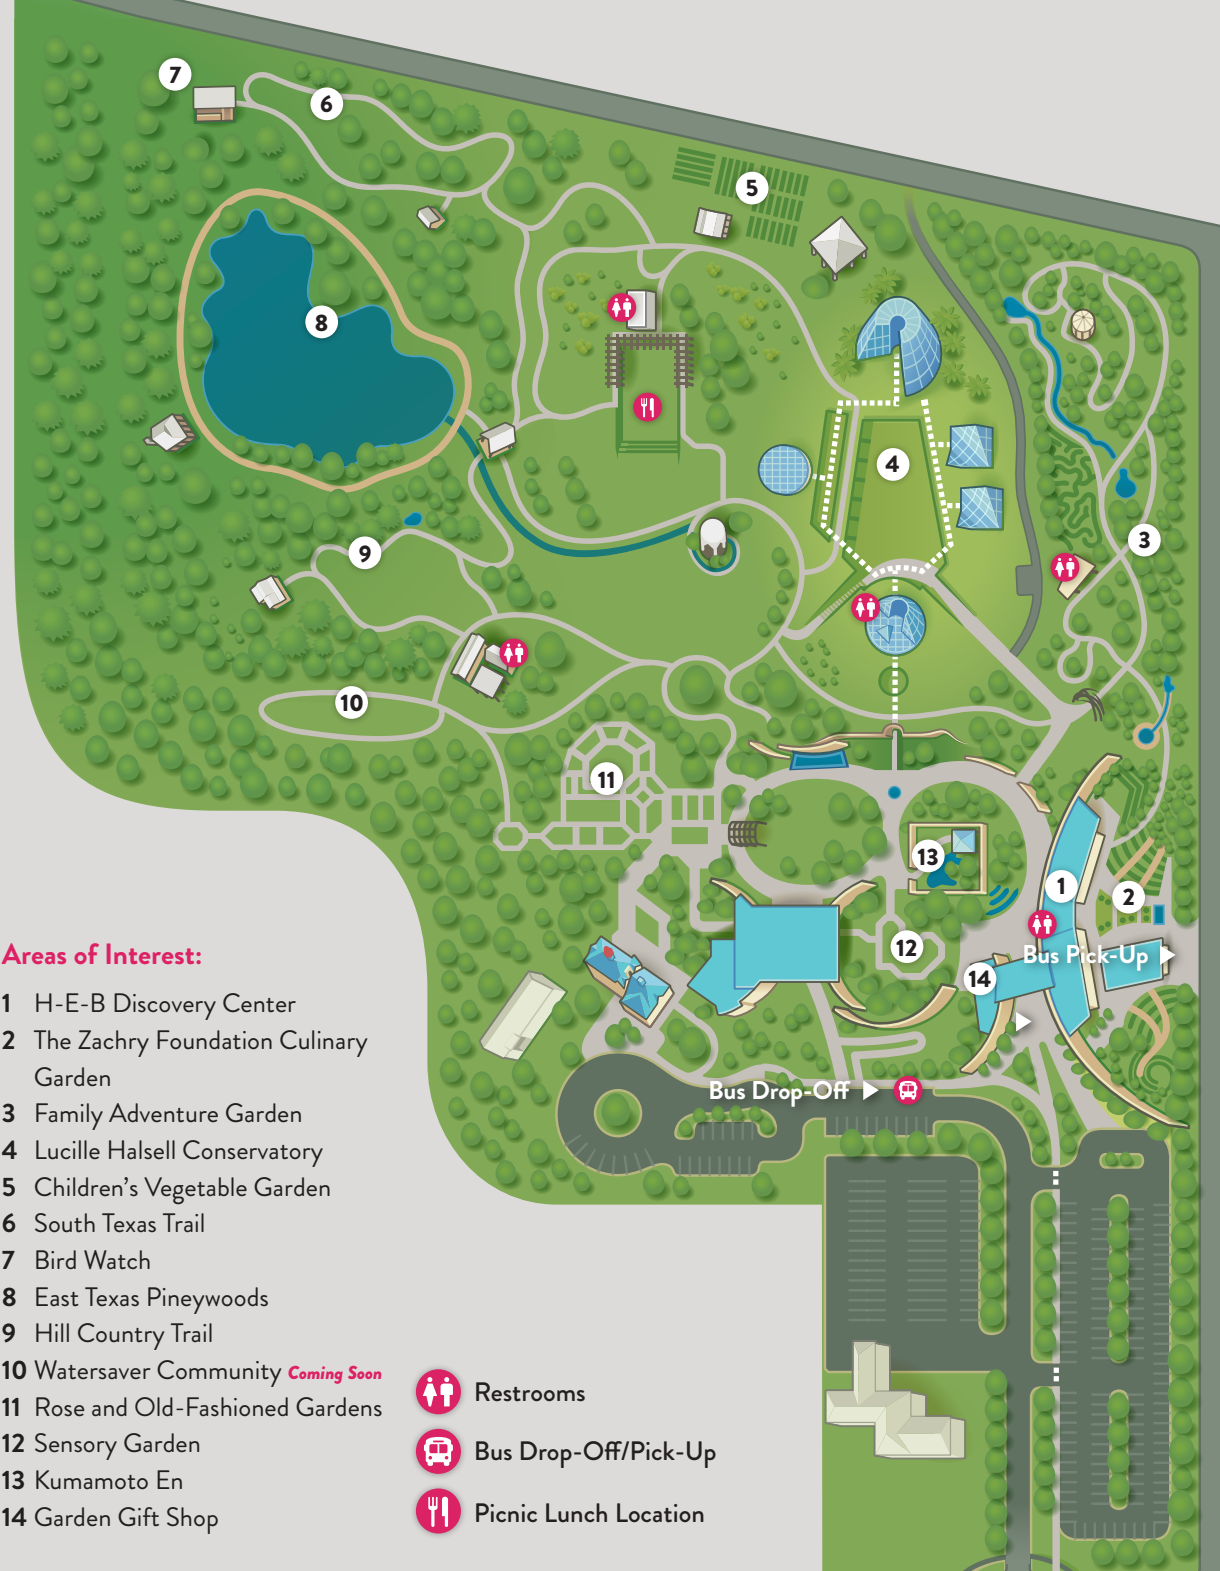 7
6
5
8
4
3
9
10
11
13
1
2
12
Bus Pick-Up
14
Bus Drop-Off
Areas of Interest:
1 H-E-B Discovery Center
2 The Zachry Foundation Culinary
Garden
3 Family Adventure Garden
4 Lucille Halsell Conservatory
5 Children's Vegetable Garden
6 South Texas Trail
7 Bird Watch
8 East Texas Pineywoods
9 Hill Country Trail
10 Watersaver Community Coming Soon
11 Rose and Old-Fashioned Gardens
12 Sensory Garden
13 Kumamoto En
14 Garden Gift Shop
Restrooms
Bus Drop-Off/Pick-Up
Picnic Lunch Location